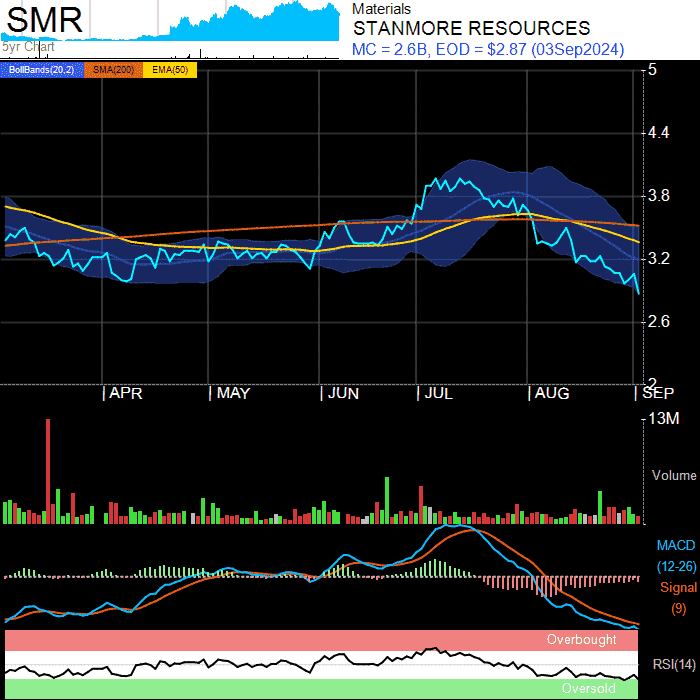 SMR
5yr Chart
Materials
STANMORE RESOURCES
MC = 2.6B, EOD = $2.87 (03Sep2024)
BollBands(20,2) SMA(200) EMA(50)
5
4.4
3.8
3.2
2.6
2
APR MAY JUN JUL AUG SEP
13M
Volume
MACD
(12-26)
Signal
(9)
Overbought
RSI(14)
Oversold